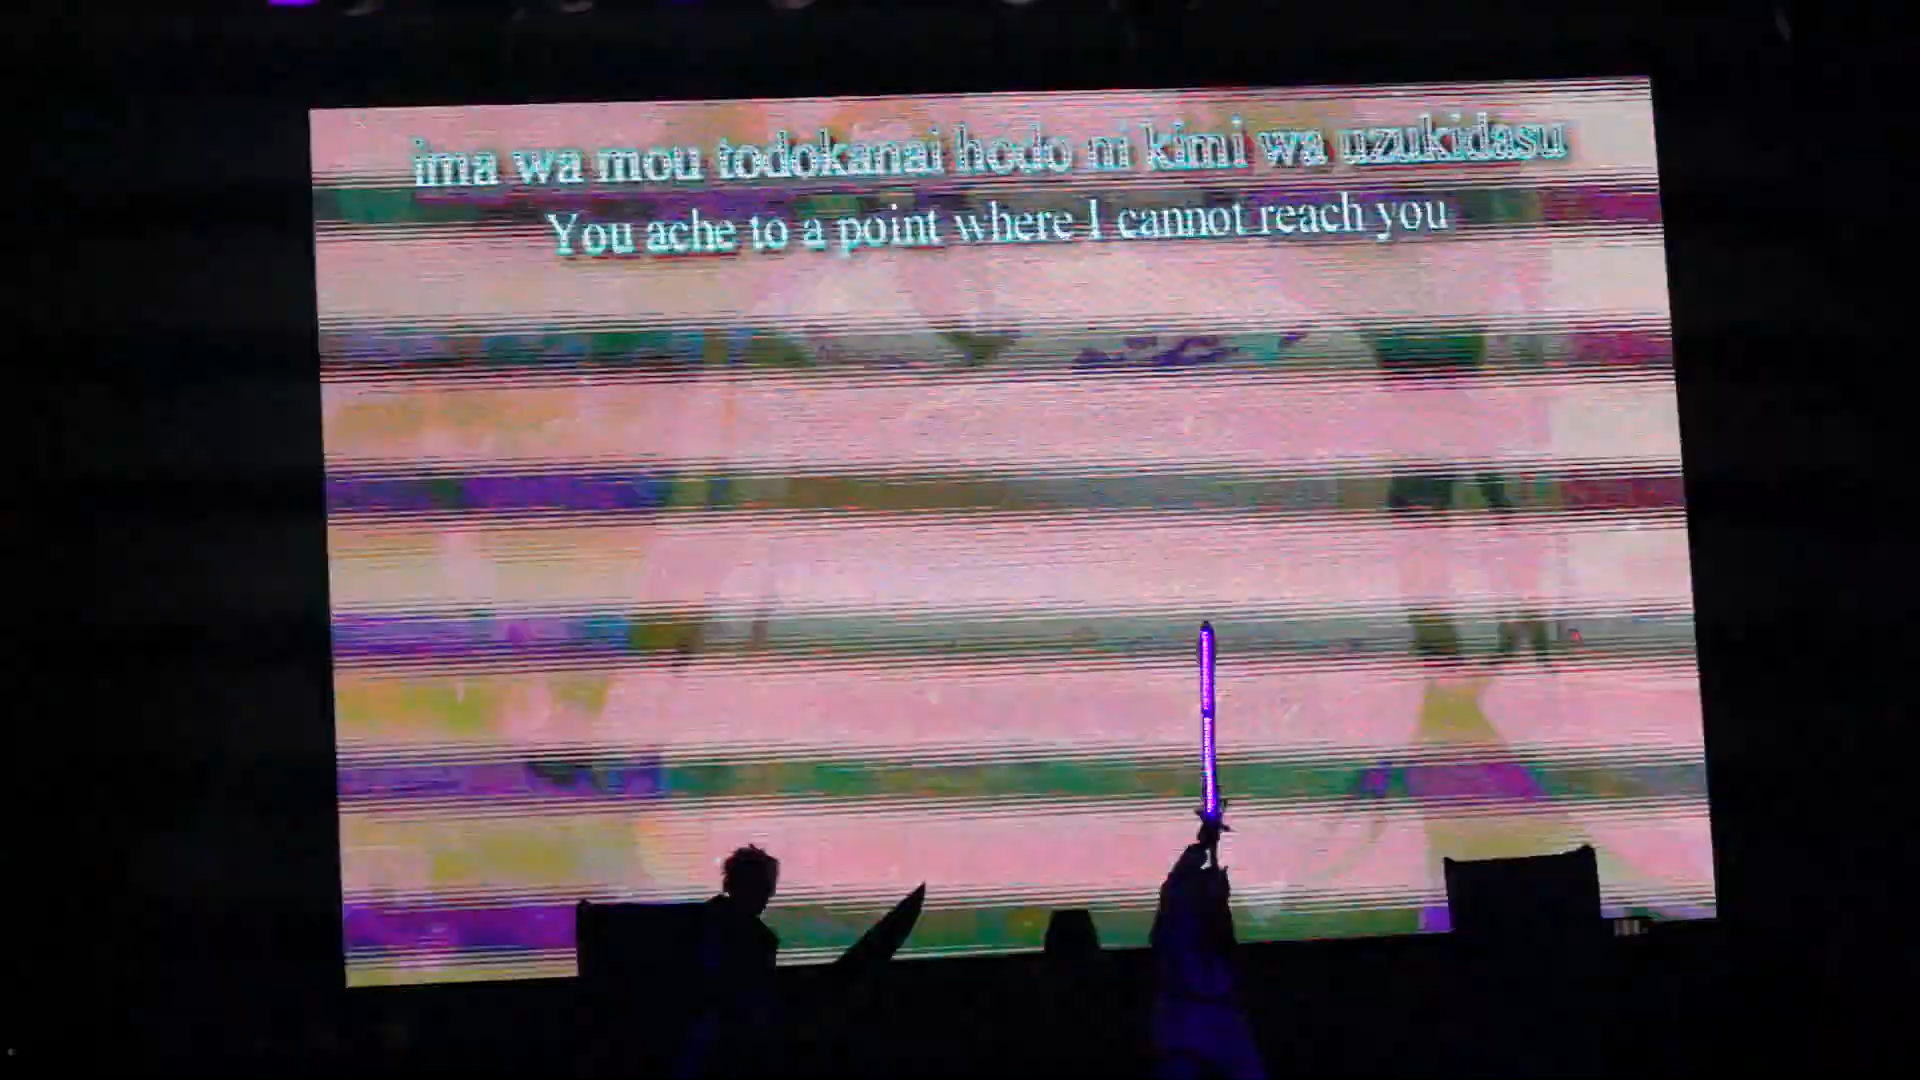 ima wa mou todokanai hodo ni kimi wa uzukidasu
You ache to a point where I cannot reach you